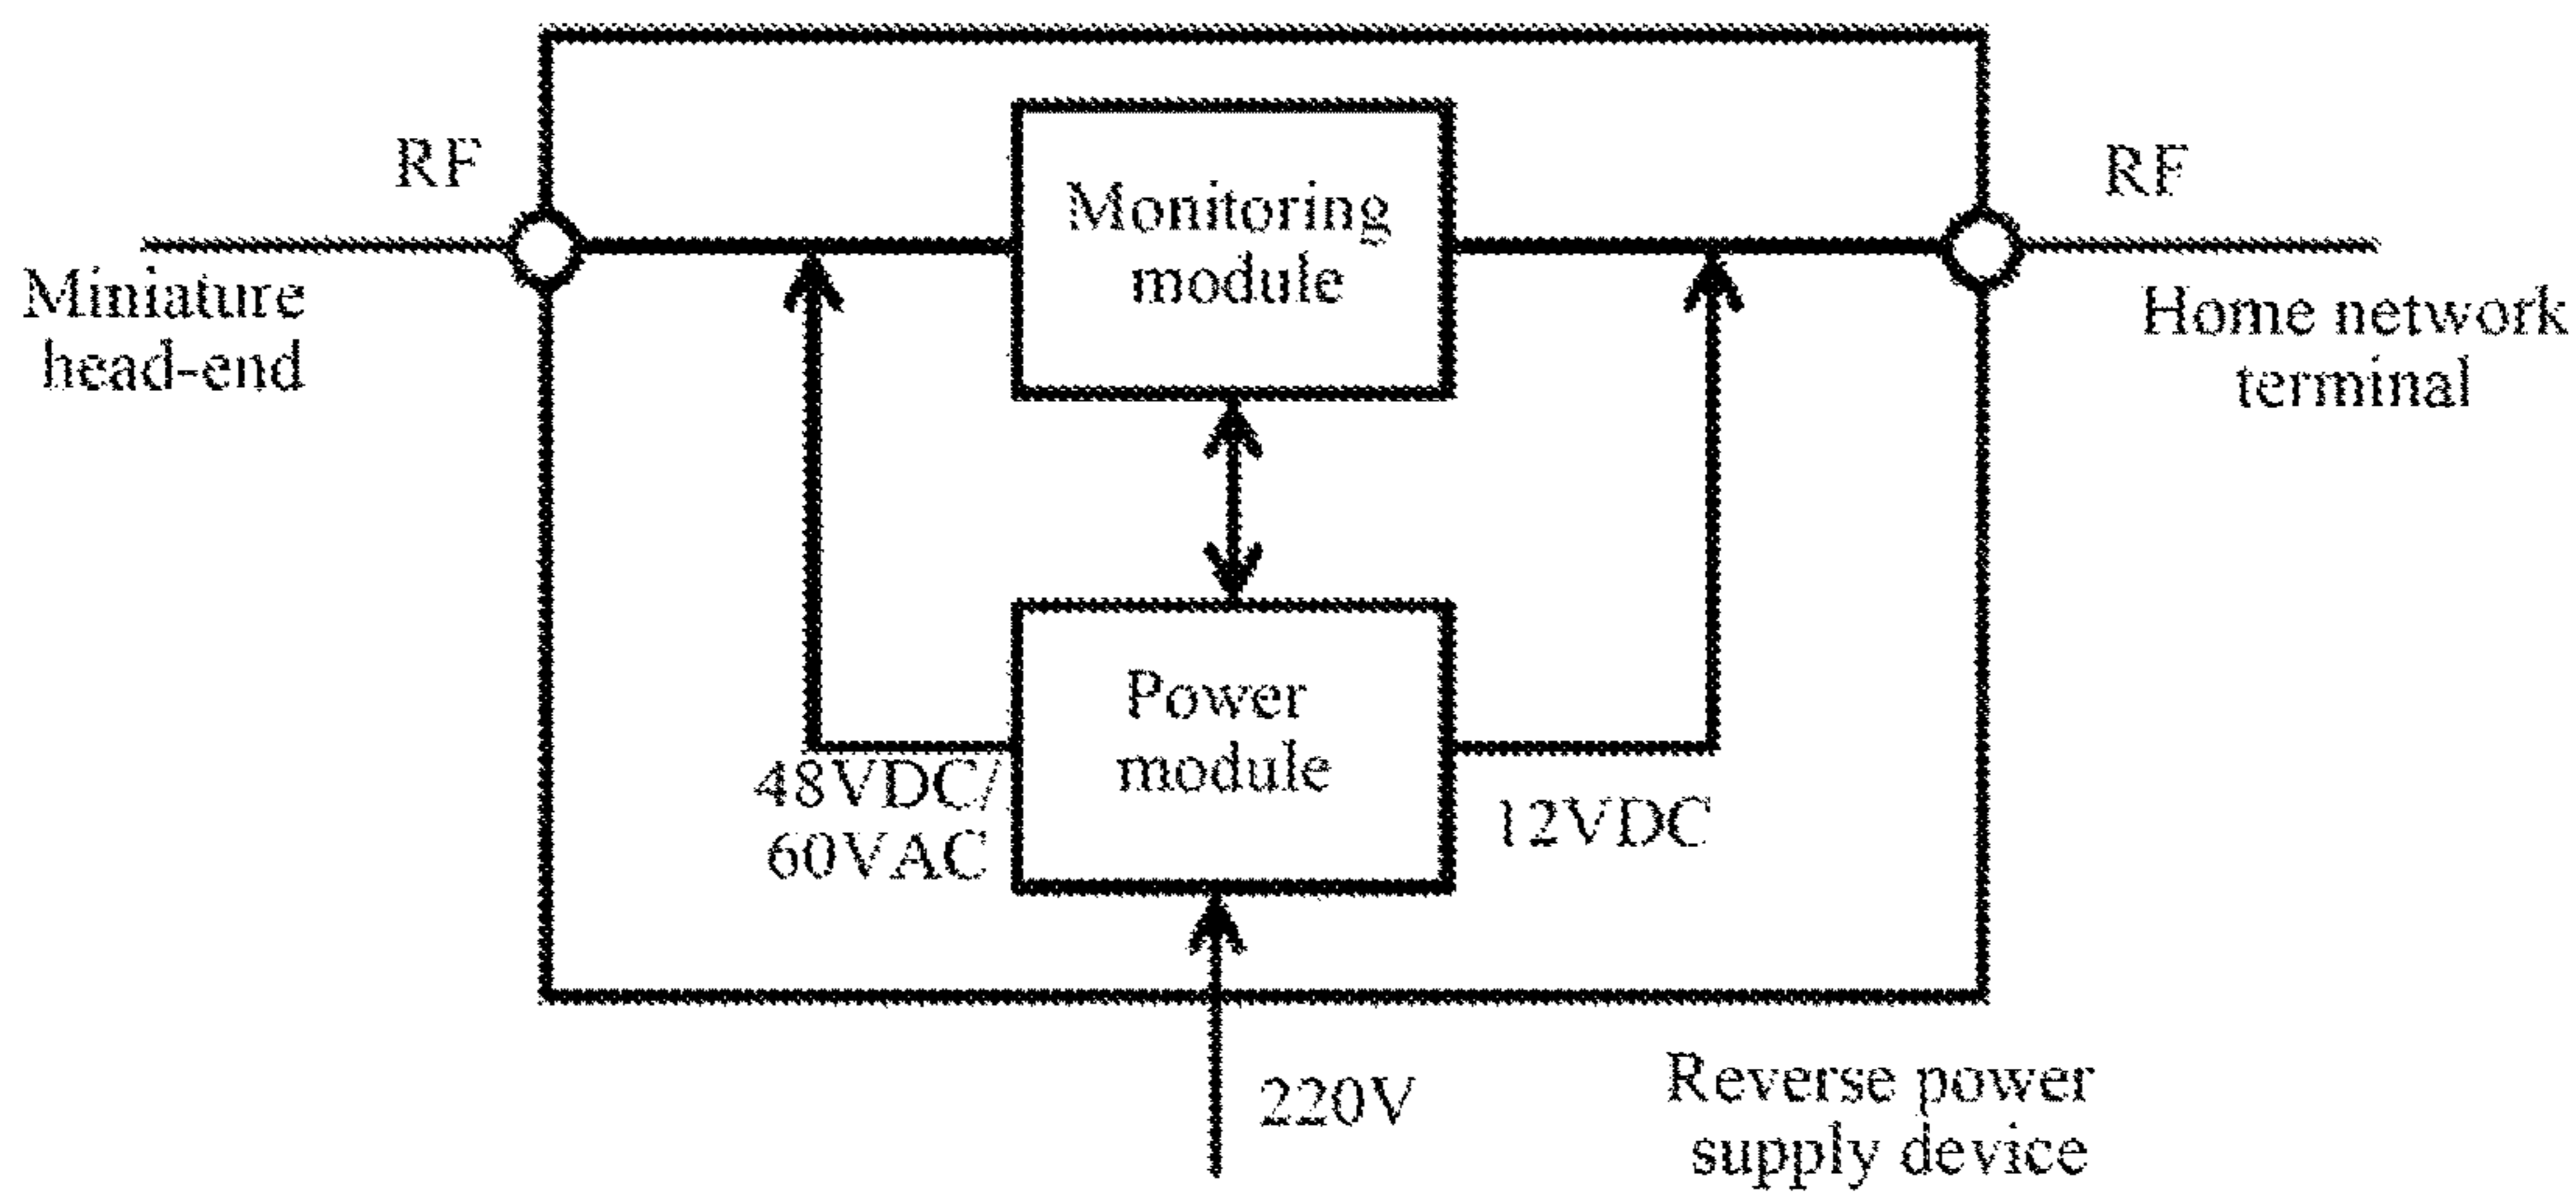 RF
RF
Monitoring
module
Miniature
head-end
Home network
terminal
Power
module
48VDC/
60VAC
12VDC
220V
Reverse power
supply device